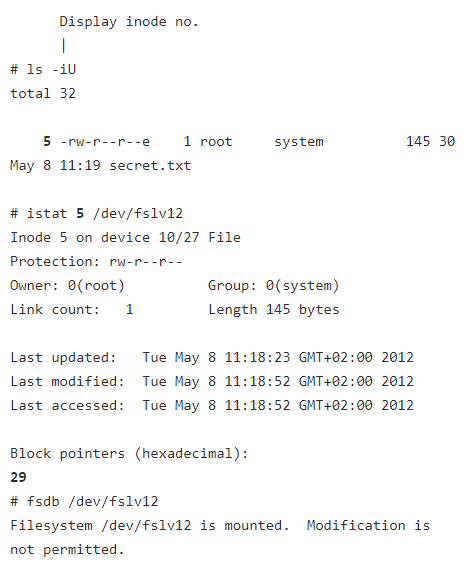 Display inode no.
|
# ls -iU
total 32
5 -rw-r--r--e 1 root system 145 30
May 8 11:19 secret.txt
# istat 5 /dev/fslv12
Inode 5 on device 10/27 File
Protection: rw-r--r--
Owner: 0(root) Group: 0(system)
Link count: 1 Length 145 bytes
Last updated: Tue May 8 11:18:23 GMT+02:00 2012
Last modified: Tue May 8 11:18:52 GMT+02:00 2012
Last accessed: Tue May 8 11:18:52 GMT+02:00 2012
Block pointers (hexadecimal):
29
# fsdb /dev/fslv12
Filesystem /dev/fslv12 is mounted. Modification is
not permitted.